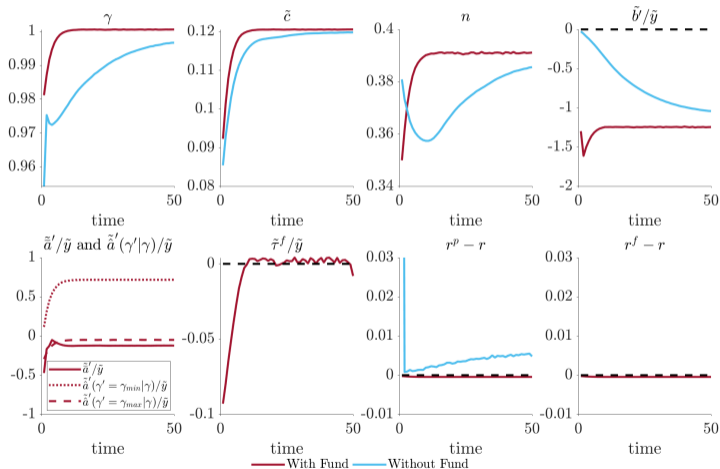 γ
c̃
n
b̃′/ỹ
1
0.99
0.98
0.97
0.96
0
50
time
0.12
0.11
0.1
0.09
0.08
0
50
time
0.4
0.38
0.36
0.34
0
50
time
0
-0.5
-1
-1.5
-2
0
50
time
ã̄′/ỹ and ã̂′(γ′|γ)/ỹ
τ̃ᶠ/ỹ
rᵖ − r
rᶠ − r
1
0.5
0
-0.5
-1
ã̄′/ỹ
ã̂′(γ′ = γₘᵢₙ|γ)/ỹ
ã̂′(γ′ = γₘₐₓ|γ)/ỹ
0
50
time
0
-0.05
-0.1
0
50
time
0.03
0.02
0.01
0
-0.01
0
50
time
0.03
0.02
0.01
0
-0.01
0
50
time
With Fund
Without Fund